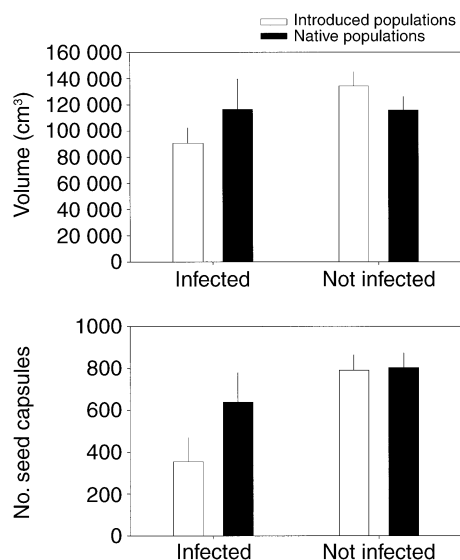 Introduced populations
Native populations
Volume (cm³)
160 000
140 000
120 000
100 000
80 000
60 000
40 000
20 000
0
Infected Not infected
No. seed capsules
1000
800
600
400
200
0
Infected Not infected